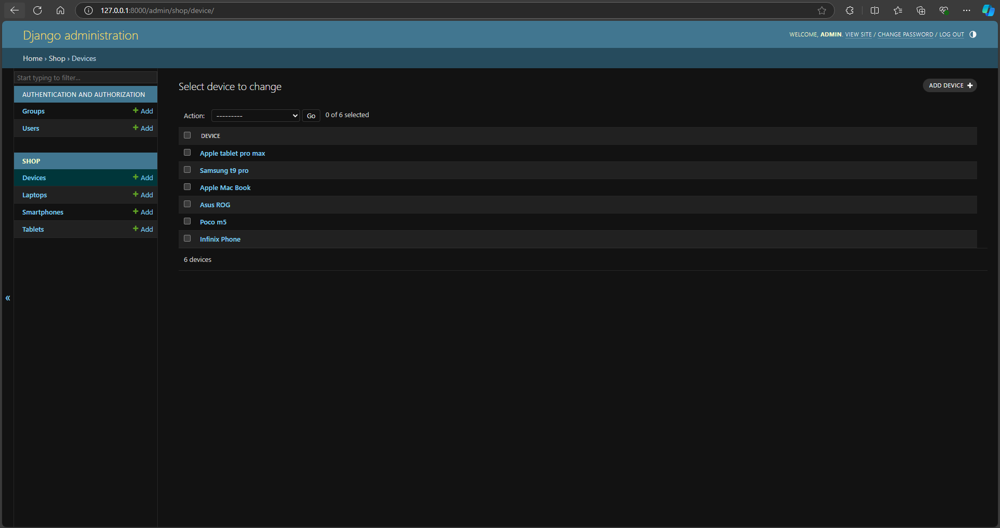 127.0.0.1:8000/admin/shop/device/
Django administration
WELCOME, ADMIN. VIEW SITE / CHANGE PASSWORD / LOG OUT
Home › Shop › Devices
Start typing to filter...
AUTHENTICATION AND AUTHORIZATION
Groups + Add
Users + Add
SHOP
Devices + Add
Laptops + Add
Smartphones + Add
Tablets + Add
«
Select device to change
ADD DEVICE +
Action: --------- Go 0 of 6 selected
DEVICE
Apple tablet pro max
Samsung t9 pro
Apple Mac Book
Asus ROG
Poco m5
Infinix Phone
6 devices